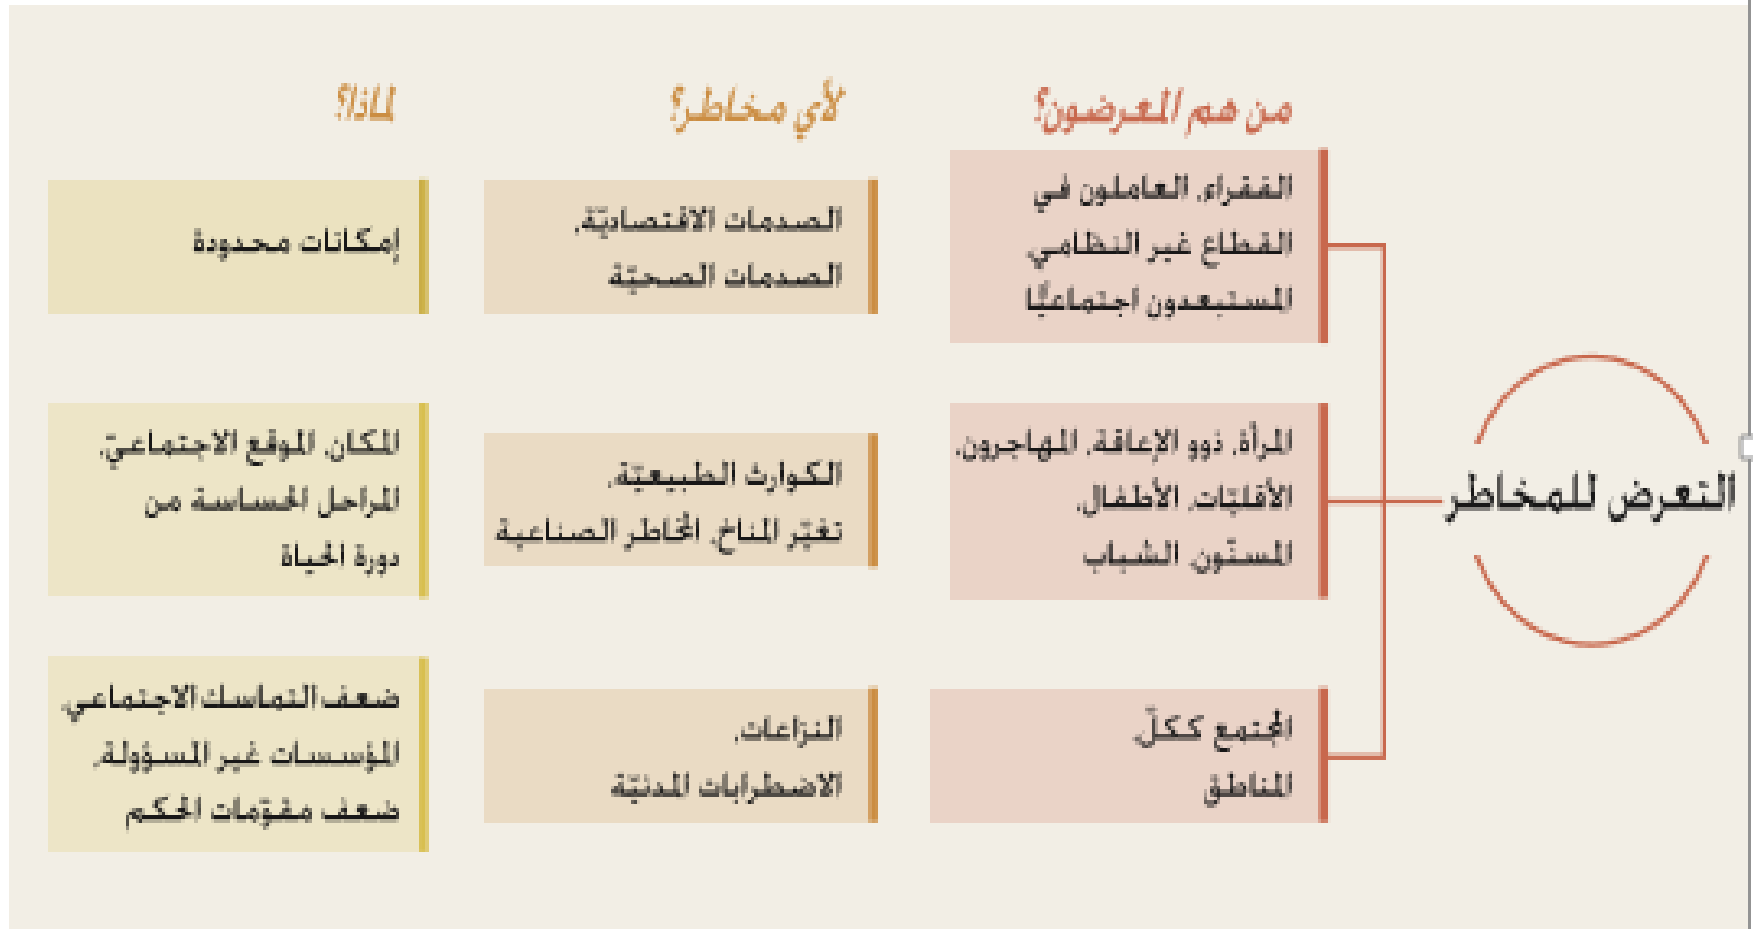 من هم المعرضون؟
لأي مخاطر؟
لماذا؟
الفقراء، العاملون في
القطاع غير النظامي،
المستبعدون اجتماعيًّا
الصدمات الاقتصاديّة،
الصدمات الصحيّة
إمكانات محدودة
التعرض للمخاطر
المرأة، ذوو الإعاقة، المهاجرون،
الأقليّات، الأطفال،
المسنّون، الشباب
الكوارث الطبيعيّة،
تغيّر المناخ، المخاطر الصناعية
المكان، الموقع الاجتماعيّ،
المراحل الحساسة من
دورة الحياة
المجتمع ككلّ،
المناطق
النزاعات،
الاضطرابات المدنيّة
ضعف التماسك الاجتماعي،
المؤسسات غير المسؤولة،
ضعف مقوّمات الحكم